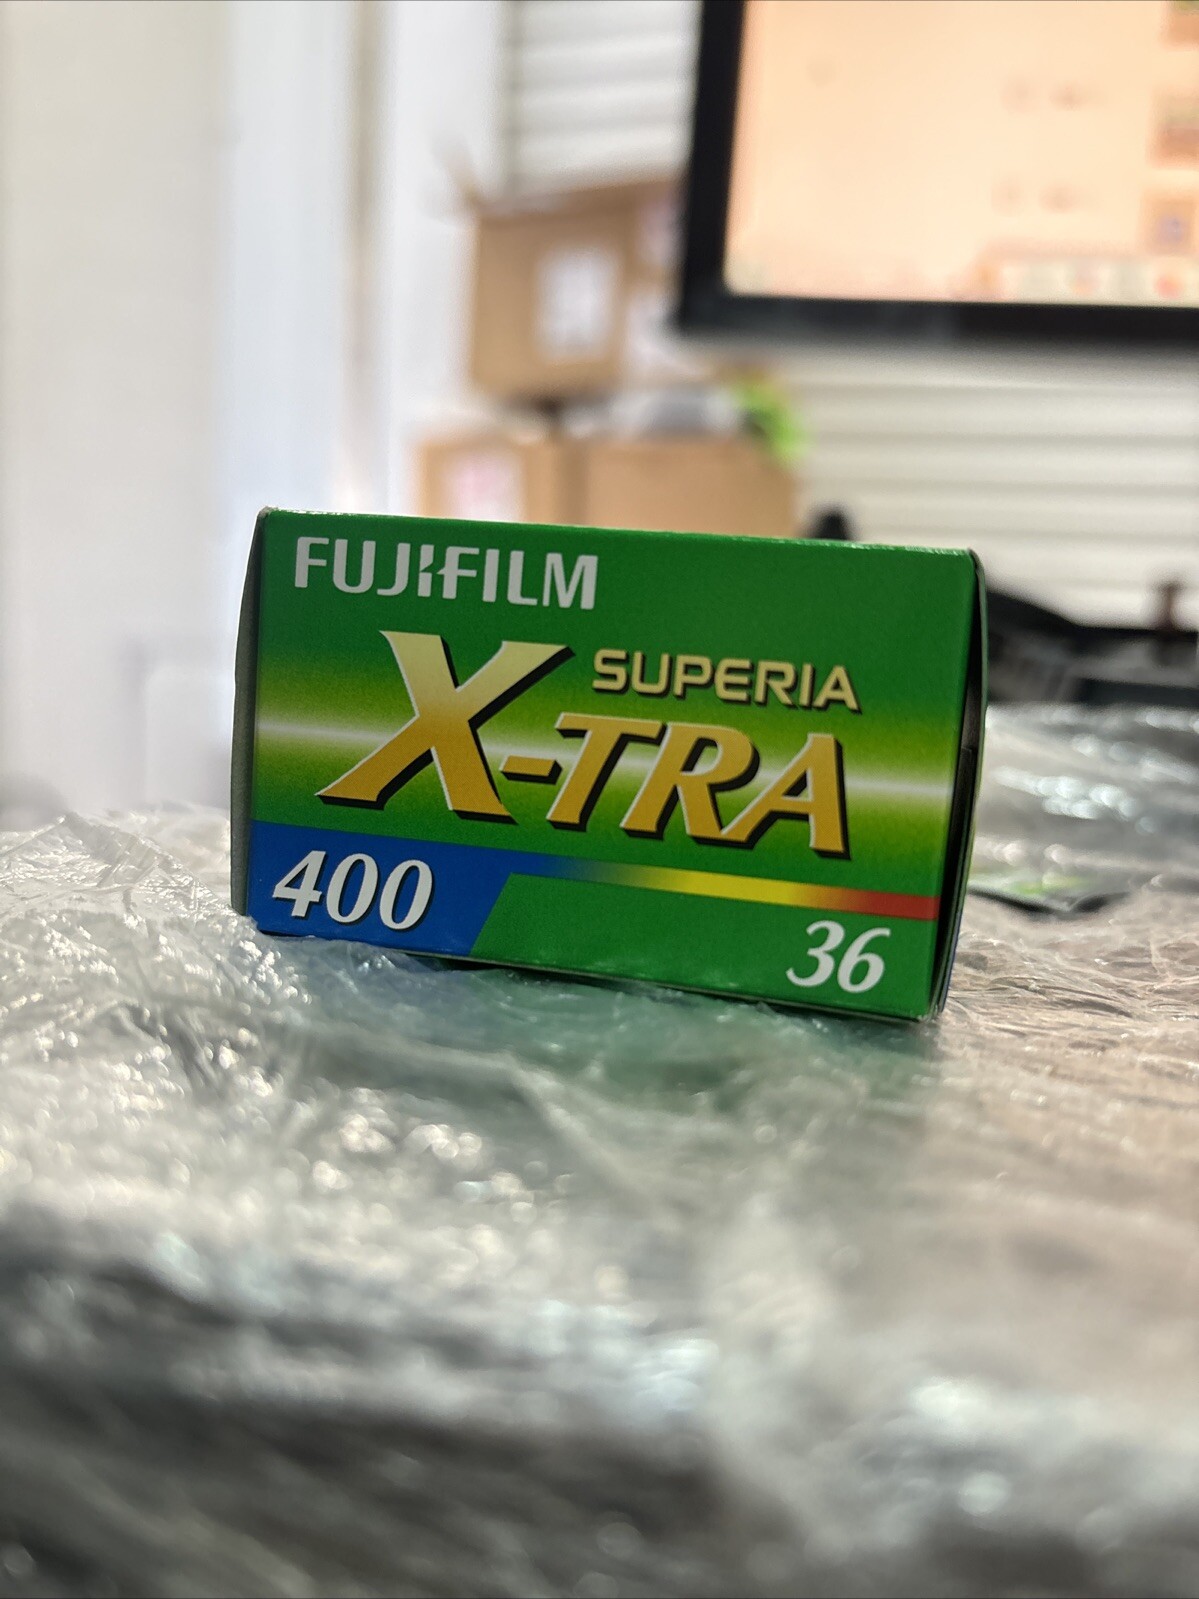 FUJIFILM
SUPERIA
X-TRA
400
36